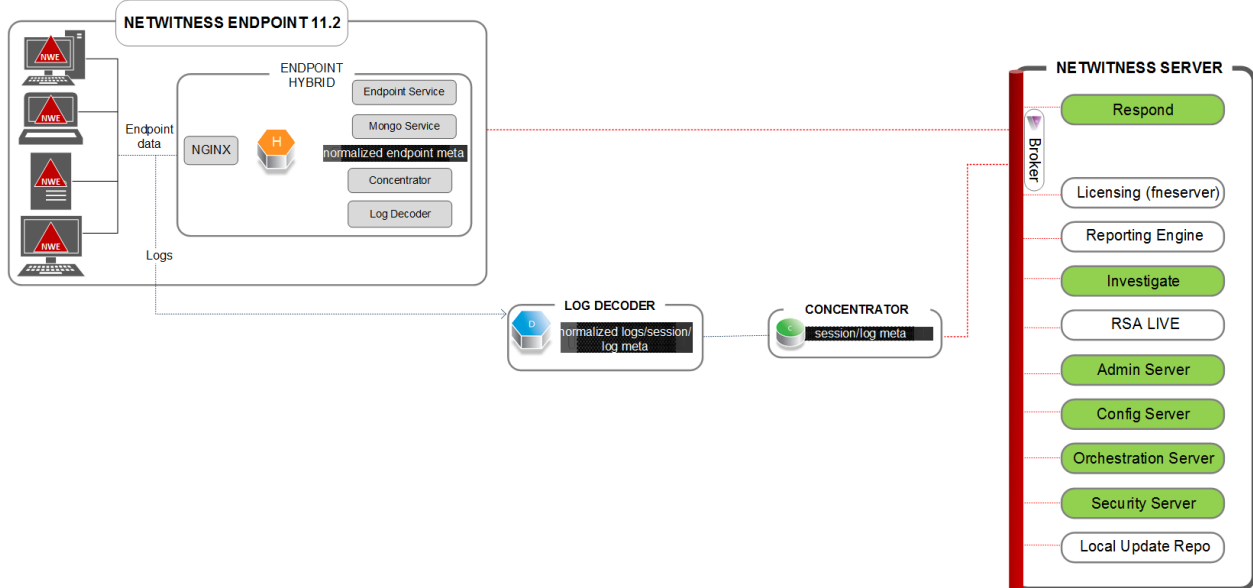 NETWITNESS ENDPOINT 11.2
NWE
NWE
NWE
NWE
Endpoint
data
Logs
ENDPOINT
HYBRID
NGINX
H
Endpoint Service
Mongo Service
normalized endpoint meta
Concentrator
Log Decoder
LOG DECODER
D
normalized logs/session/
log meta
CONCENTRATOR
C
session/log meta
NETWITNESS SERVER
Broker
Respond
Licensing (fneserver)
Reporting Engine
Investigate
RSA LIVE
Admin Server
Config Server
Orchestration Server
Security Server
Local Update Repo